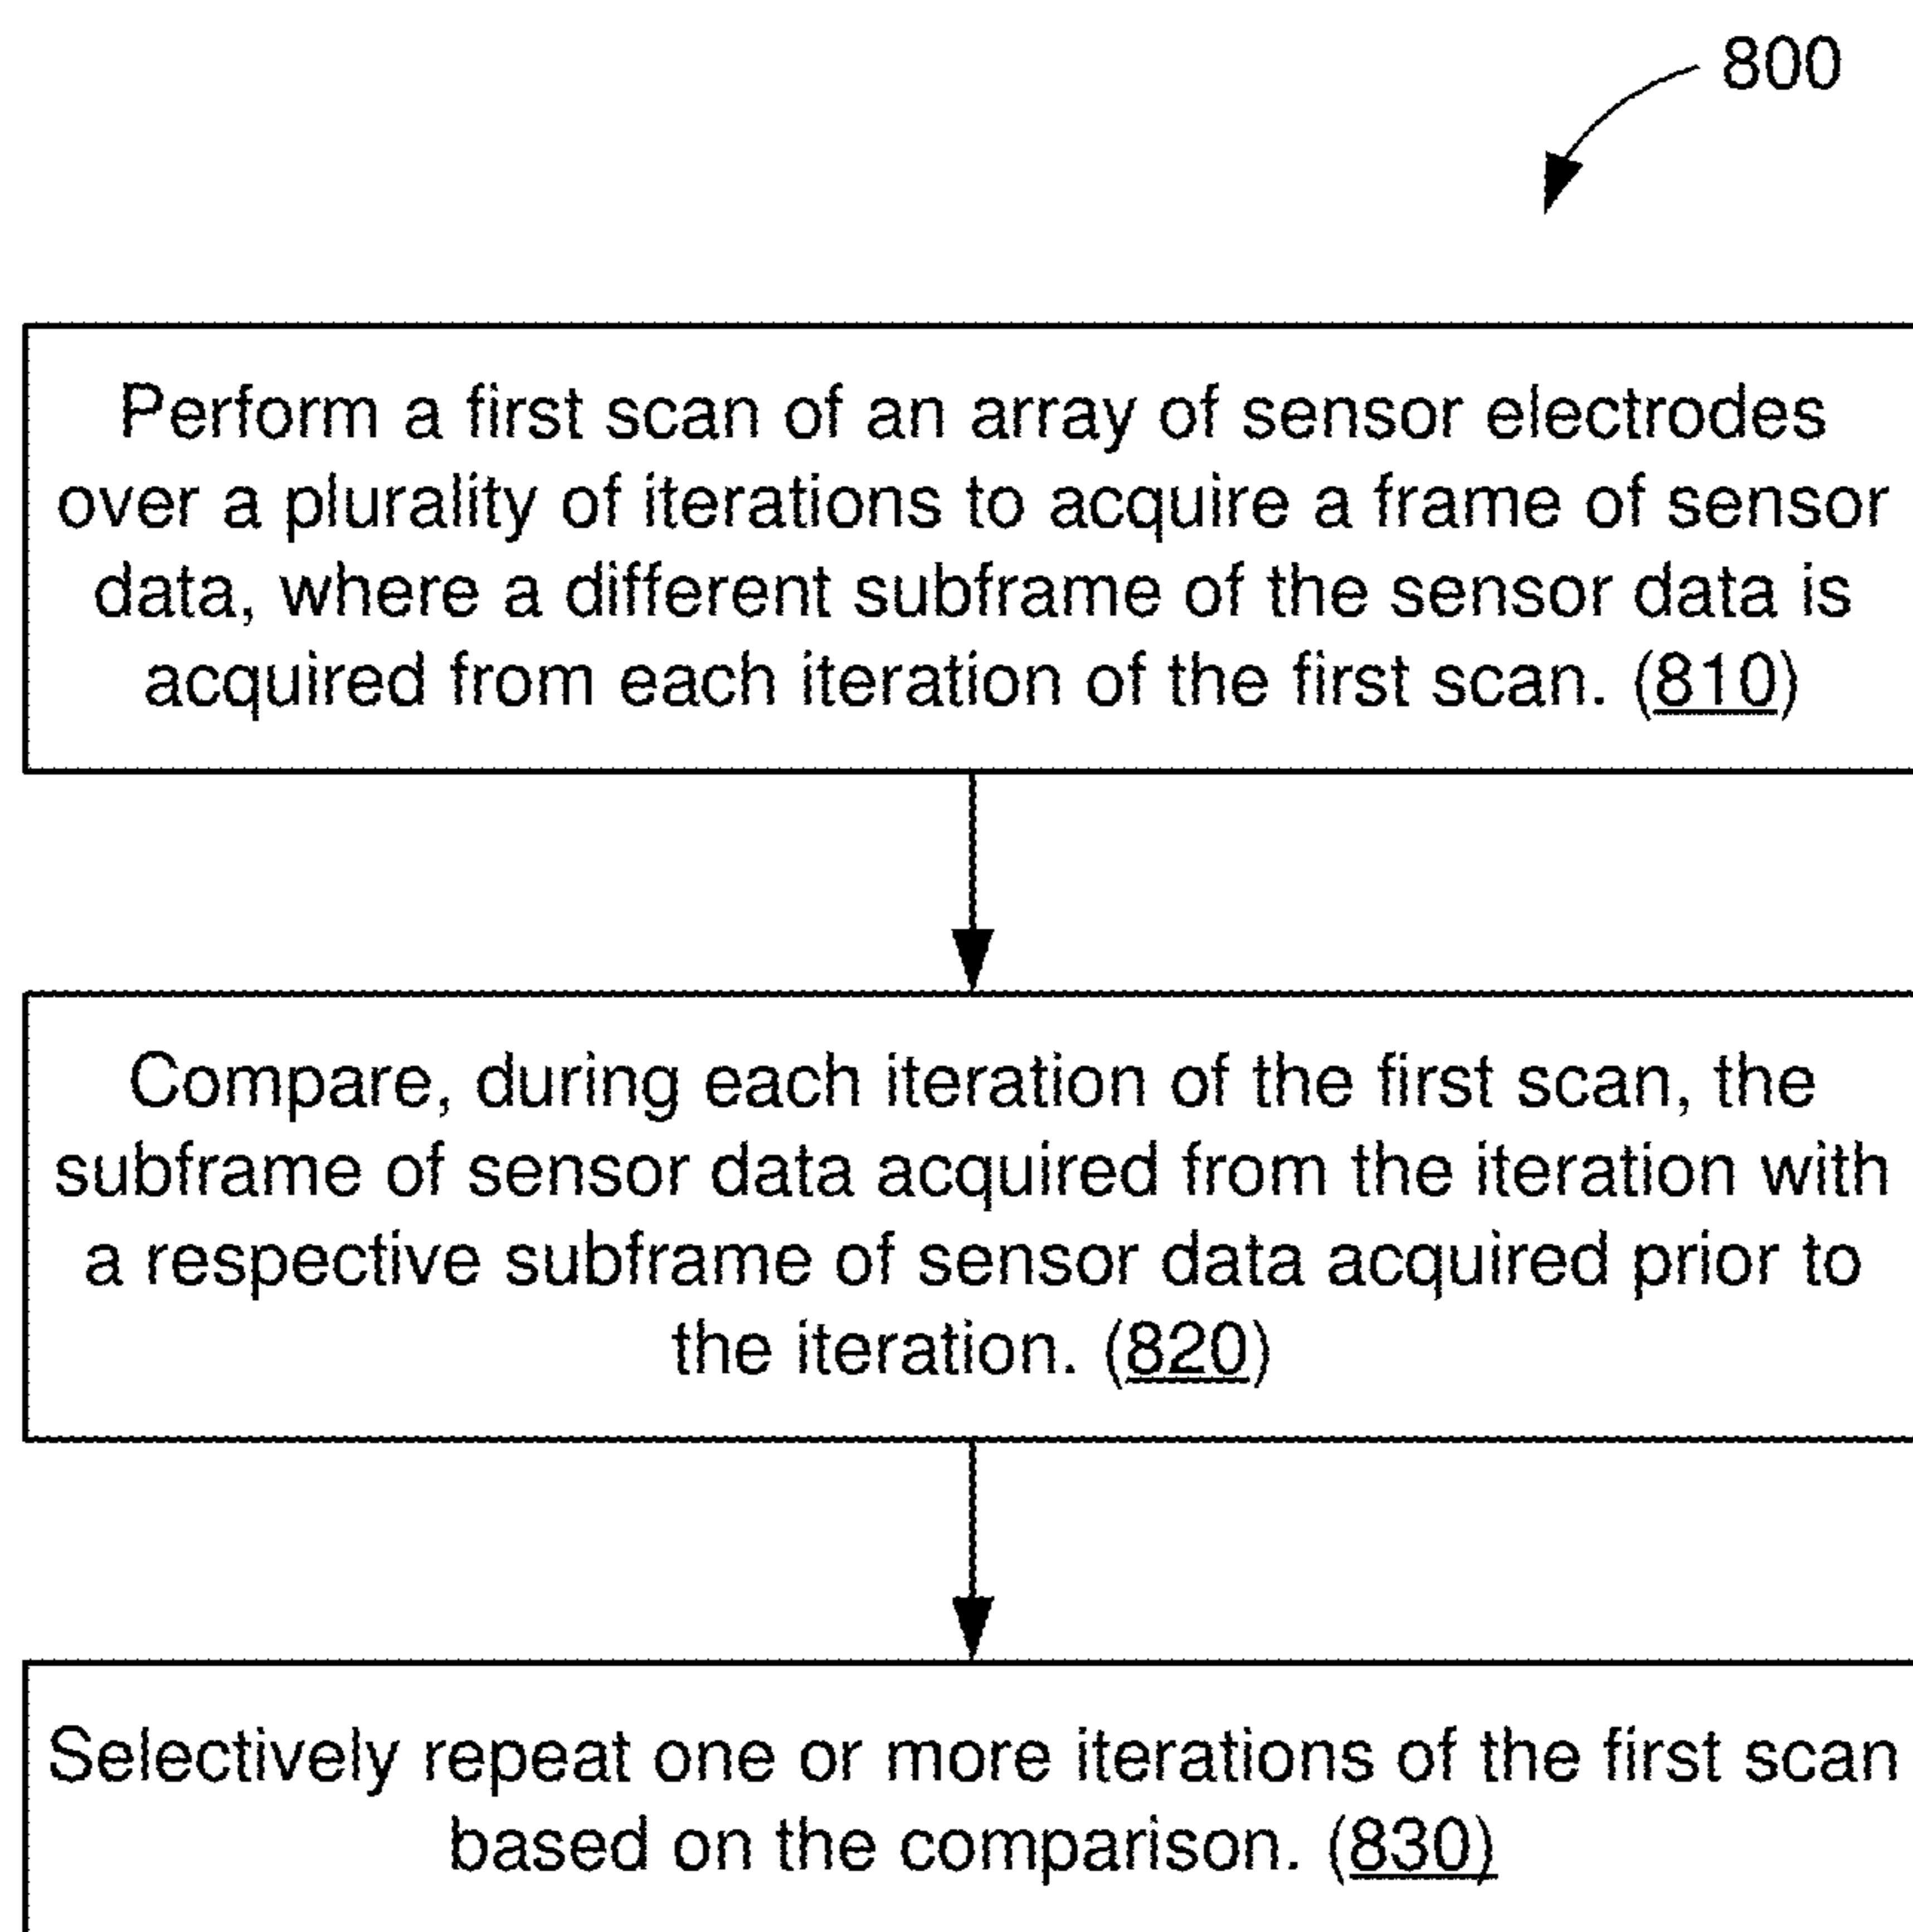 800
Perform a first scan of an array of sensor electrodes
over a plurality of iterations to acquire a frame of sensor
data, where a different subframe of the sensor data is
acquired from each iteration of the first scan. (810)
Compare, during each iteration of the first scan, the
subframe of sensor data acquired from the iteration with
a respective subframe of sensor data acquired prior to
the iteration. (820)
Selectively repeat one or more iterations of the first scan
based on the comparison. (830)